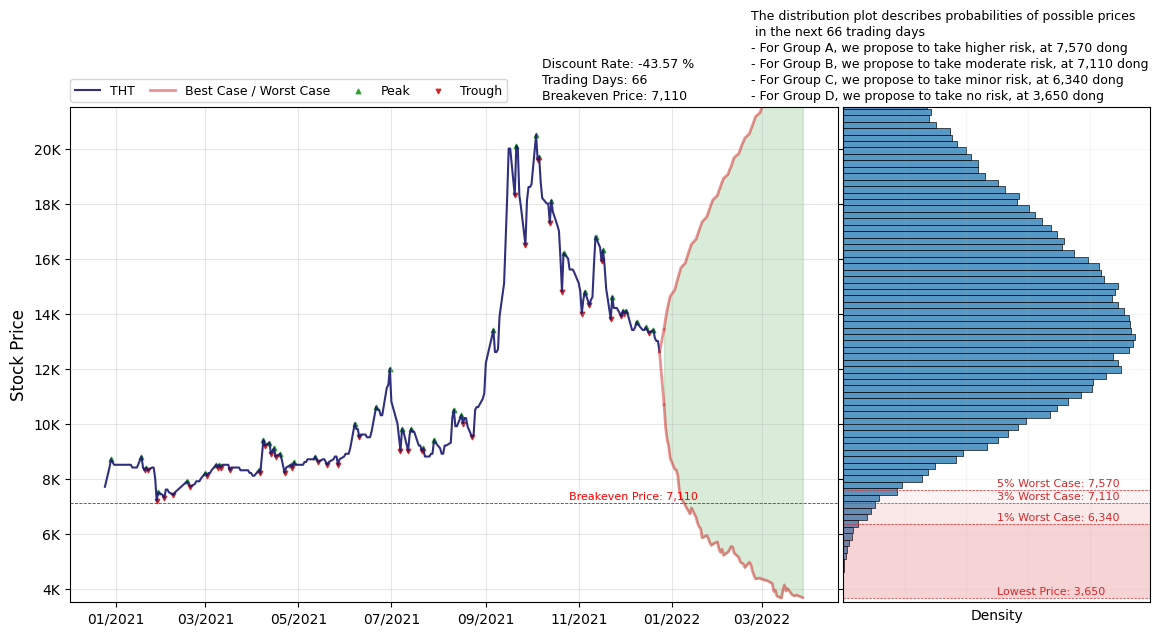 The distribution plot describes probabilities of possible prices
in the next 66 trading days
- For Group A, we propose to take higher risk, at 7,570 dong
- For Group B, we propose to take moderate risk, at 7,110 dong
- For Group C, we propose to take minor risk, at 6,340 dong
- For Group D, we propose to take no risk, at 3,650 dong
Discount Rate: -43.57 %
Trading Days: 66
Breakeven Price: 7,110
THT Best Case / Worst Case Peak Trough
Stock Price
20K
18K
16K
14K
12K
10K
8K
6K
4K
Breakeven Price: 7,110
5% Worst Case: 7,570
3% Worst Case: 7,110
1% Worst Case: 6,340
Lowest Price: 3,650
01/2021 03/2021 05/2021 07/2021 09/2021 11/2021 01/2022 03/2022
Density